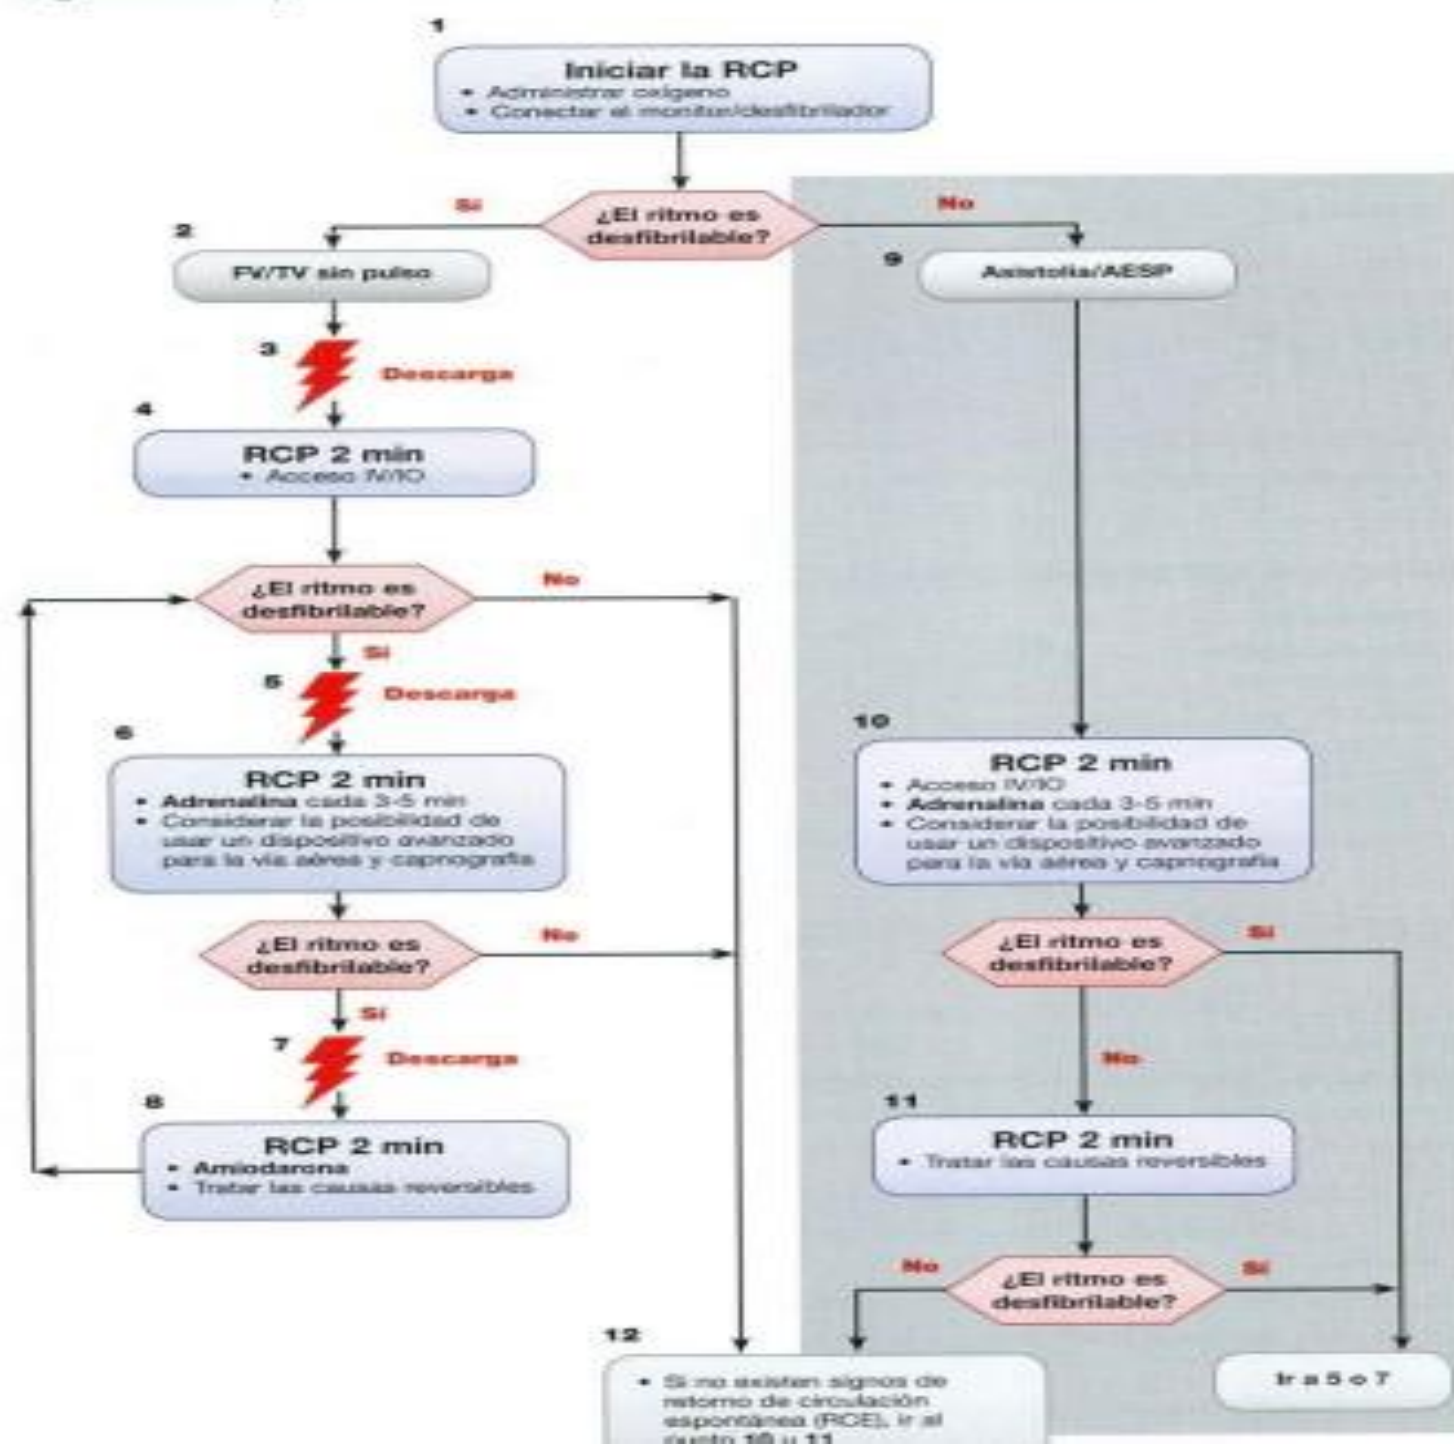 1
Iniciar la RCP
• Administrar oxígeno
• Conectar el monitor/desfibrilador
¿El ritmo es
desfibrilable?
Sí
No
2
FV/TV sin pulso
3
Descarga
4
RCP 2 min
• Acceso IV/IO
¿El ritmo es
desfibrilable?
No
Sí
5
Descarga
6
RCP 2 min
• Adrenalina cada 3-5 min
• Considerar la posibilidad de
usar un dispositivo avanzado
para la vía aérea y capnografía
¿El ritmo es
desfibrilable?
No
Sí
7
Descarga
8
RCP 2 min
• Amiodarona
• Tratar las causas reversibles
9
Asistolia/AESP
10
RCP 2 min
• Acceso IV/IO
• Adrenalina cada 3-5 min
• Considerar la posibilidad de
usar un dispositivo avanzado
para la vía aérea y capnografía
¿El ritmo es
desfibrilable?
Sí
No
11
RCP 2 min
• Tratar las causas reversibles
¿El ritmo es
desfibrilable?
No
Sí
12
• Si no existen signos de
retorno de circulación
espontánea (RCE), ir al
punto 10 u 11
Ir a 5 o 7